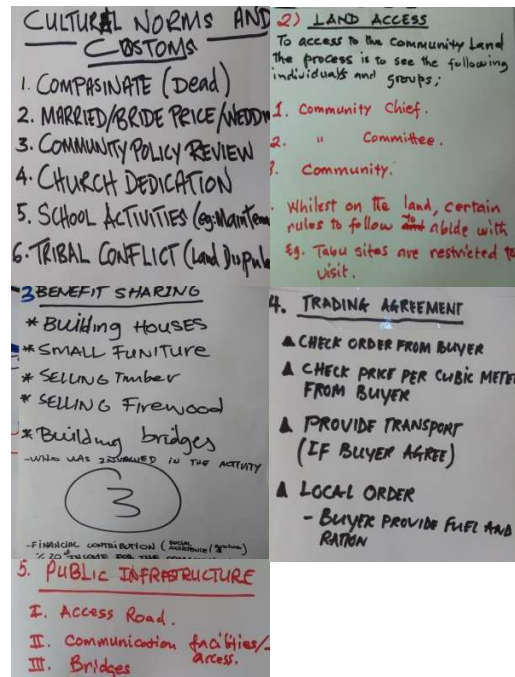 CULTURAL NORMS AND
CUSTOMS
1. COMPASINATE (Dead)
2. MARRIED/BRIDE PRICE/WEDDIN
3. COMMUNITY POLICY REVIEW
4. CHURCH DEDICATION
5. SCHOOL ACTIVITIES (eg: Maintena
6. TRIBAL CONFLICT (Land Dispute
2) LAND ACCESS
To access to the Community Land
the process is to see the following
individuals and groups;
1. Community Chief.
2. " Committee.
3. Community.
Whilest on the land, certain
rules to follow to abide with
Eg. Tabu sites are restricted to
visit.
3 BENEFIT SHARING
* Building HOUSES
* SMALL FUNITURE
* SELLING Timber
* SELLING Firewood
* Building bridges
- WHO WAS INVOLVED IN THE ACTIVITY
3
- FINANCIAL CONTRIBUTION (SOCIAL
4. TRADING AGREEMENT
CHECK ORDER FROM BUYER
CHECK PRICE PER CUBIC METE
FROM BUYER
PROVIDE TRANSPORT
(IF BUYER AGREE)
LOCAL ORDER
- BUYER PROVIDE FUEL AND
RATION
5. PUBLIC INFRASTRUCTURE
I. Access Road.
II. Communication facilities/
access.
III. Bridges